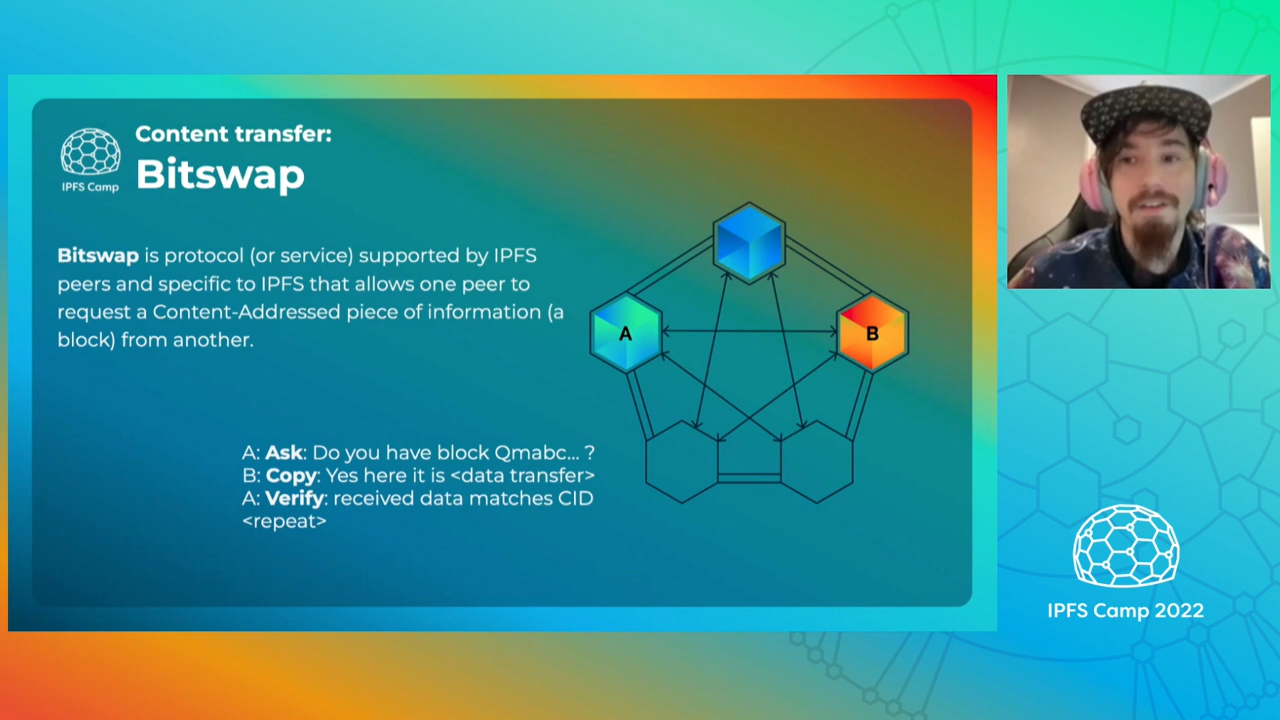 Content transfer:
Bitswap
IPFS Camp
Bitswap is protocol (or service) supported by IPFS
peers and specific to IPFS that allows one peer to
request a Content-Addressed piece of information (a
block) from another.
A
B
A: Ask: Do you have block Qmabc... ?
B: Copy: Yes here it is <data transfer>
A: Verify: received data matches CID
<repeat>
IPFS Camp 2022